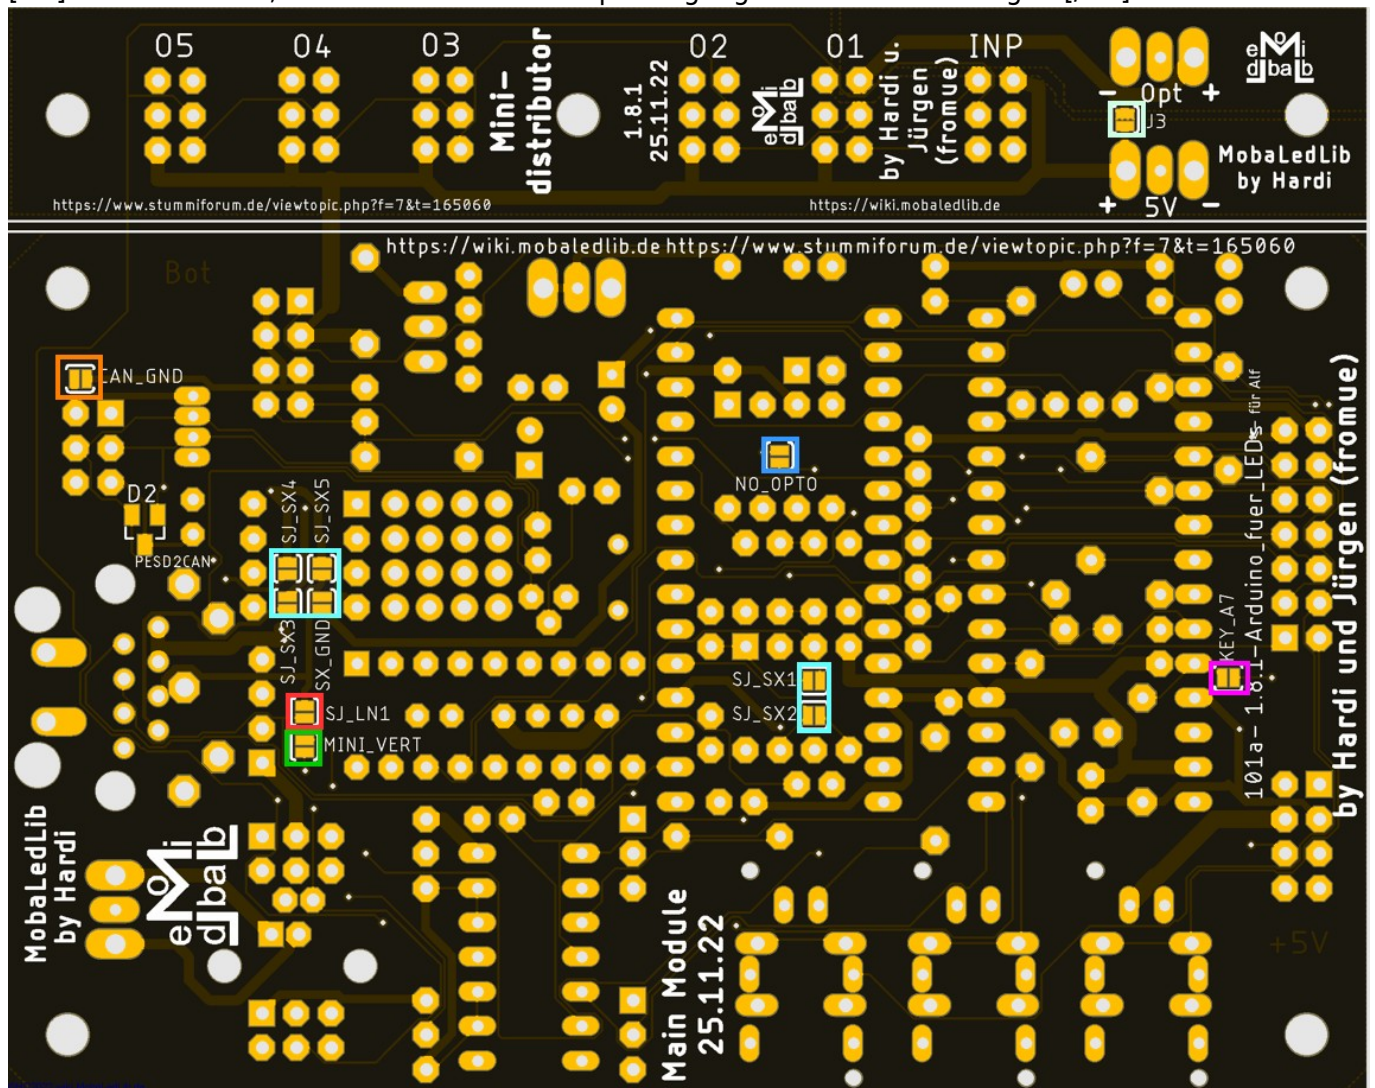 05 04 03 02 01 INP
Mini-
distributor
1.8.1
25.11.22
eMoMi
djbalb
by Hardi u.
Jürgen
(fromue)
- Opt +
J3
+ 5V -
MobaLedLib
by Hardi
https://www.stummiforum.de/viewtopic.php?f=7&t=165060
https://wiki.mobaledlib.de
https://wiki.mobaledlib.de https://www.stummiforum.de/viewtopic.php?f=7&t=165060
Bot
CAN_GND
D2
PESD2CAN
SJ_SX4
SJ_SX5
SJ_SX3
SX_GND
SJ_LN1
MINI_VERT
NO_OPTO
SJ_SX1
SJ_SX2
KEY_A7
101a- 1.8.1-Arduino_fuer_LEDs- für Alf
by Hardi und Jürgen (fromue)
MobaLedLib
by Hardi
Main Module
25.11.22
+5V